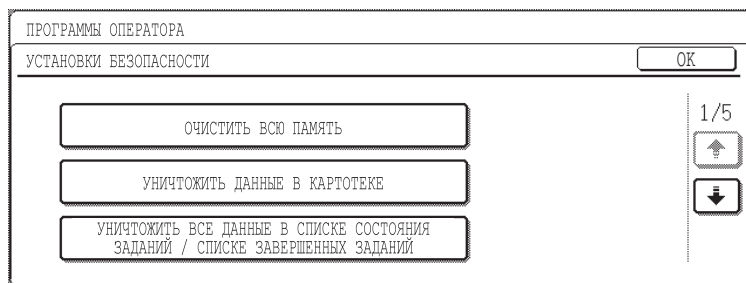 ПРОГРАММЫ ОПЕРАТОРА
УСТАНОВКИ БЕЗОПАСНОСТИ
OK
1/5
ОЧИСТИТЬ ВСЮ ПАМЯТЬ
УНИЧТОЖИТЬ ДАННЫЕ В КАРТОТЕКЕ
УНИЧТОЖИТЬ ВСЕ ДАННЫЕ В СПИСКЕ СОСТОЯНИЯ
ЗАДАНИЙ / СПИСКЕ ЗАВЕРШЕННЫХ ЗАДАНИЙ